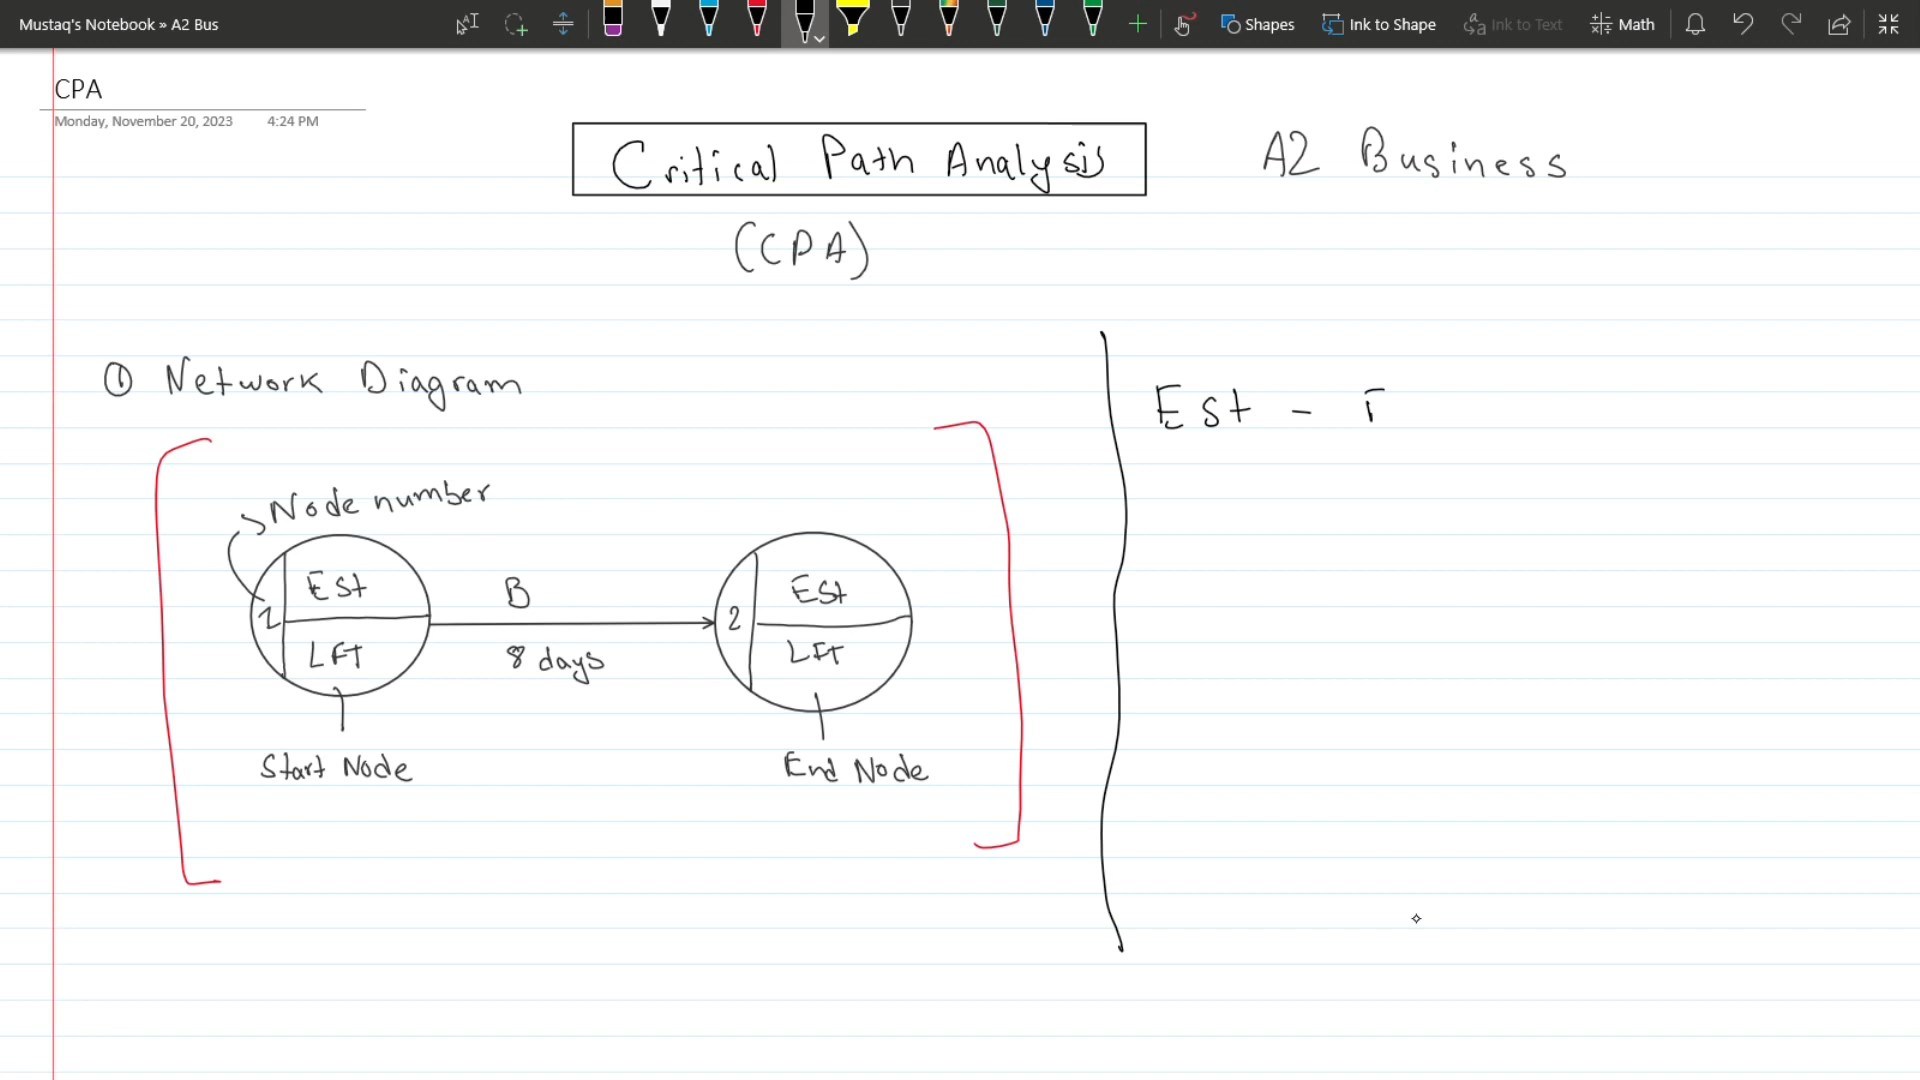 Mustaq's Notebook » A2 Bus
Shapes
Ink to Shape
Ink to Text
Math
CPA
Monday, November 20, 2023 4:24 PM
Critical Path Analysis
A2 Business
(CPA)
① Network Diagram
Est -
Node number
Est
LFT
B
8 days
2
Est
LFT
Start Node
End Node